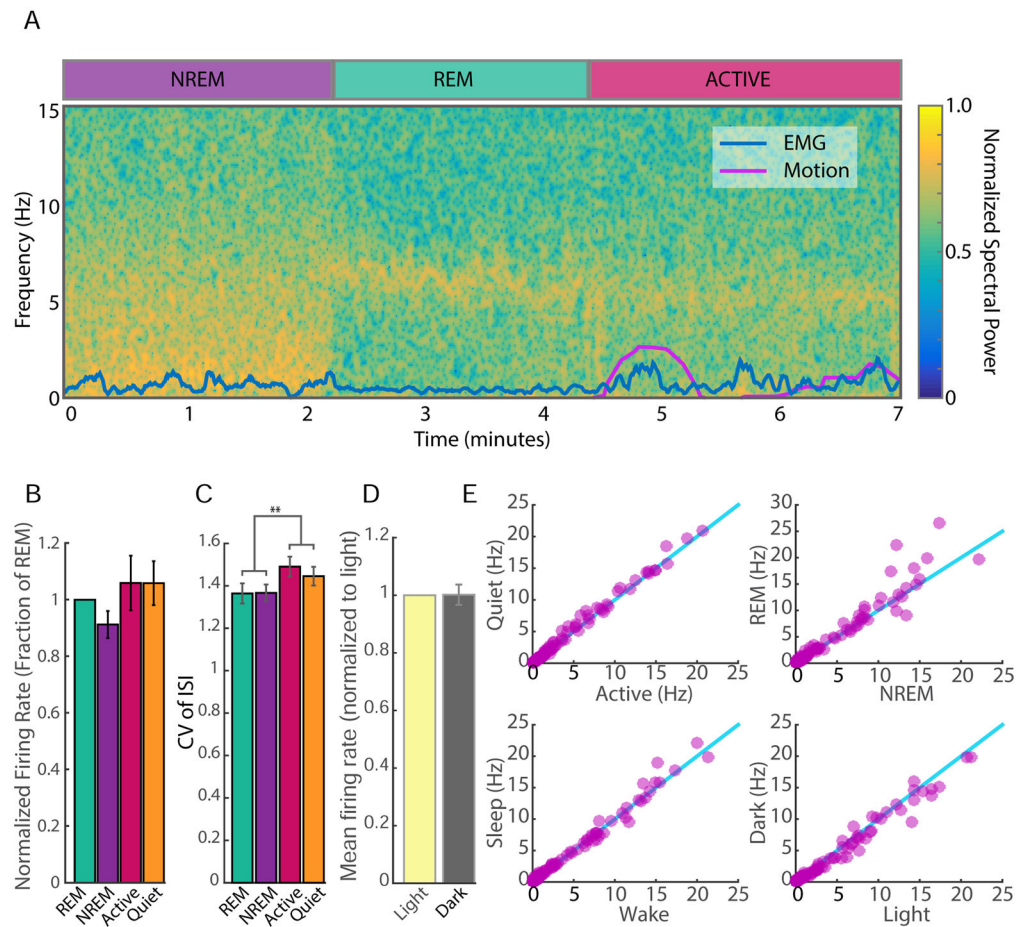 A
NREM REM ACTIVE
15
10
5
0
Frequency (Hz)
EMG
Motion
0 1 2 3 4 5 6 7
Time (minutes)
1.0
0.5
0
Normalized Spectral Power
B
Normalized Firing Rate (Fraction of REM)
1.2
1
0.8
0.6
0.4
0.2
0
REM NREM Active Quiet
C
CV of ISI
1.6
1.4
1.2
1
0.8
0.6
0.4
0.2
0
**
REM NREM Active Quiet
D
Mean firing rate (normalized to light)
1.2
1
0.8
0.6
0.4
0.2
0
Light Dark
E
Quiet (Hz)
25
20
15
10
5
0
0 5 10 15 20 25
Active (Hz)
REM (Hz)
30
25
20
15
10
5
0
0 5 10 15 20 25
NREM
Sleep (Hz)
25
20
15
10
5
0
0 5 10 15 20 25
Wake
Dark (Hz)
25
20
15
10
5
0
0 5 10 15 20 25
Light